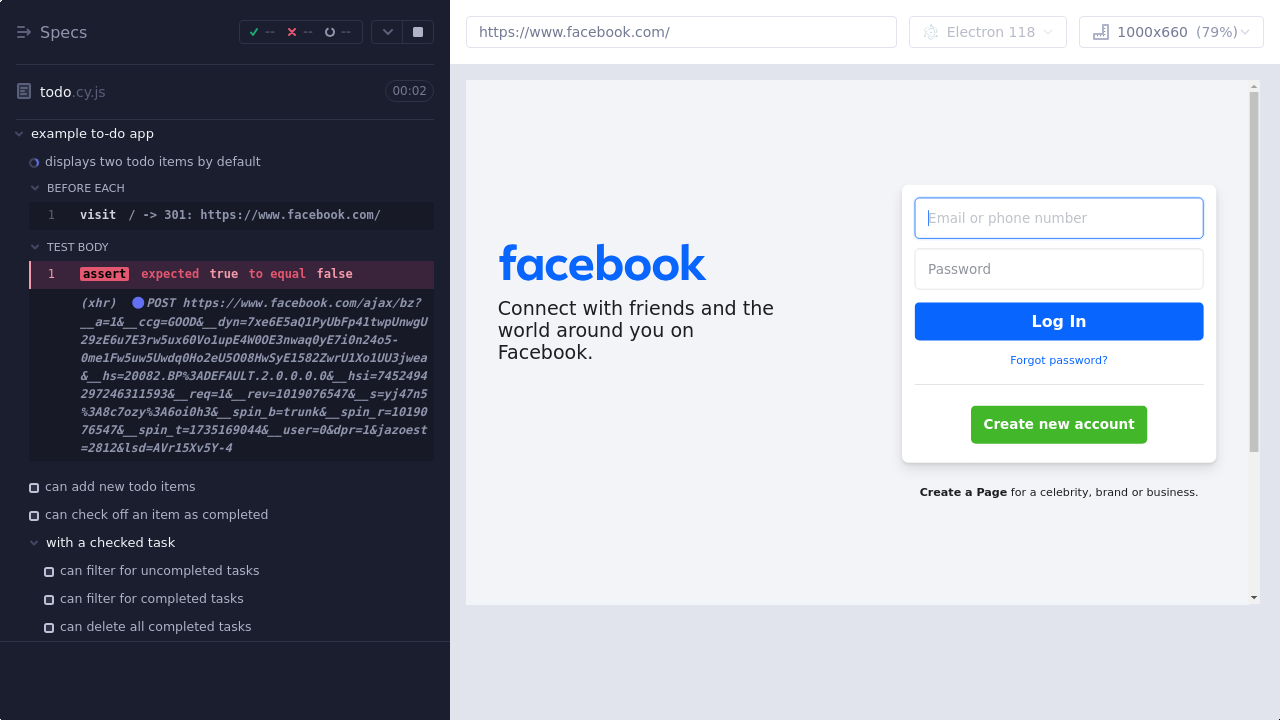 Specs
-- -- --
todo.cy.js
00:02
example to-do app
displays two todo items by default
BEFORE EACH
1 visit / -> 301: https://www.facebook.com/
TEST BODY
1 assert expected true to equal false
(xhr) POST https://www.facebook.com/ajax/bz?
__a=1&__ccg=GOOD&__dyn=7xe6E5aQ1PyUbFp41twpUnwgU
29zE6u7E3rw5ux60Vo1upE4W0OE3nwaq0yE7i0n24o5-
0me1Fw5uw5Uwdq0Ho2eU5O08HwSyE1582ZwrU1Xo1UU3jwea
&__hs=20082.BP%3ADEFAULT.2.0.0.0.0&__hsi=7452494
297246311593&__req=1&__rev=1019076547&__s=yj47n5
%3A8c7ozy%3A6oi0h3&__spin_b=trunk&__spin_r=10190
76547&__spin_t=1735169044&__user=0&dpr=1&jazoest
=2812&lsd=AVr15Xv5Y-4
can add new todo items
can check off an item as completed
with a checked task
can filter for uncompleted tasks
can filter for completed tasks
can delete all completed tasks
https://www.facebook.com/
Electron 118
1000x660 (79%)
facebook
Connect with friends and the
world around you on
Facebook.
Email or phone number
Password
Log In
Forgot password?
Create new account
Create a Page for a celebrity, brand or business.